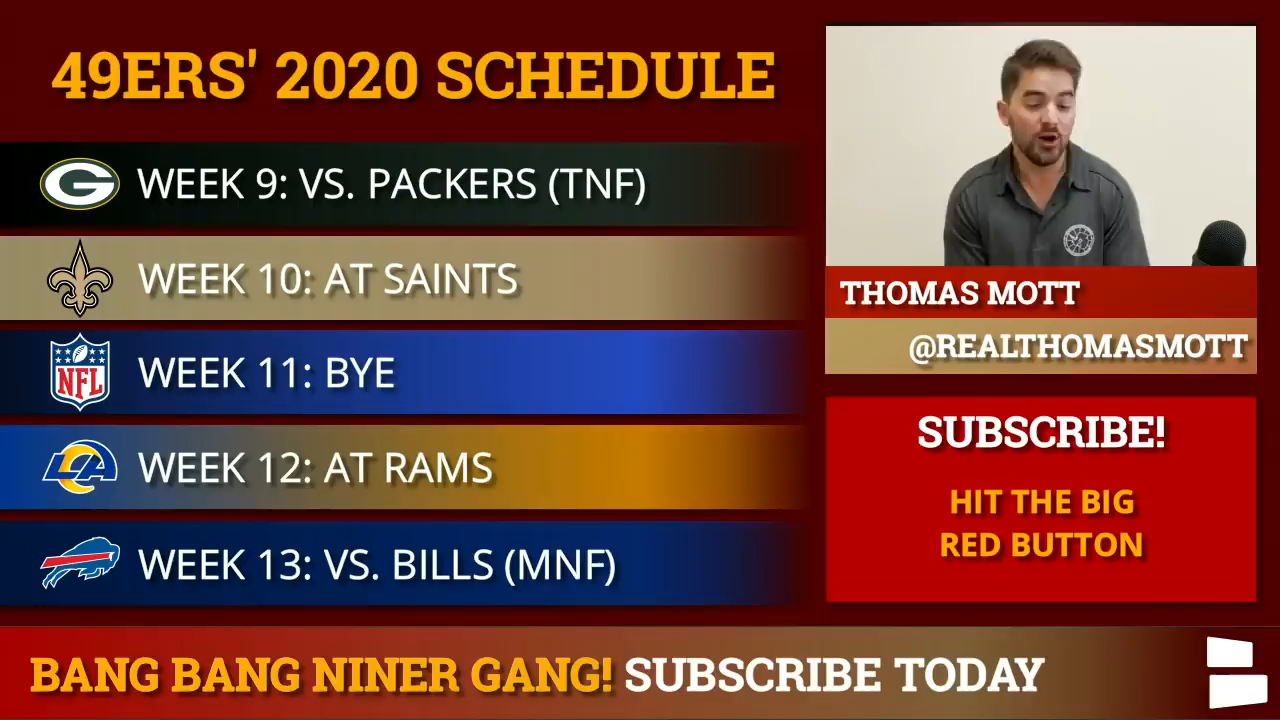 49ERS' 2020 SCHEDULE
WEEK 9: VS. PACKERS (TNF)
WEEK 10: AT SAINTS
NFL
WEEK 11: BYE
LA
WEEK 12: AT RAMS
WEEK 13: VS. BILLS (MNF)
THOMAS MOTT
@REALTHOMASMOTT
SUBSCRIBE!
HIT THE BIG
RED BUTTON
BANG BANG NINER GANG! SUBSCRIBE TODAY